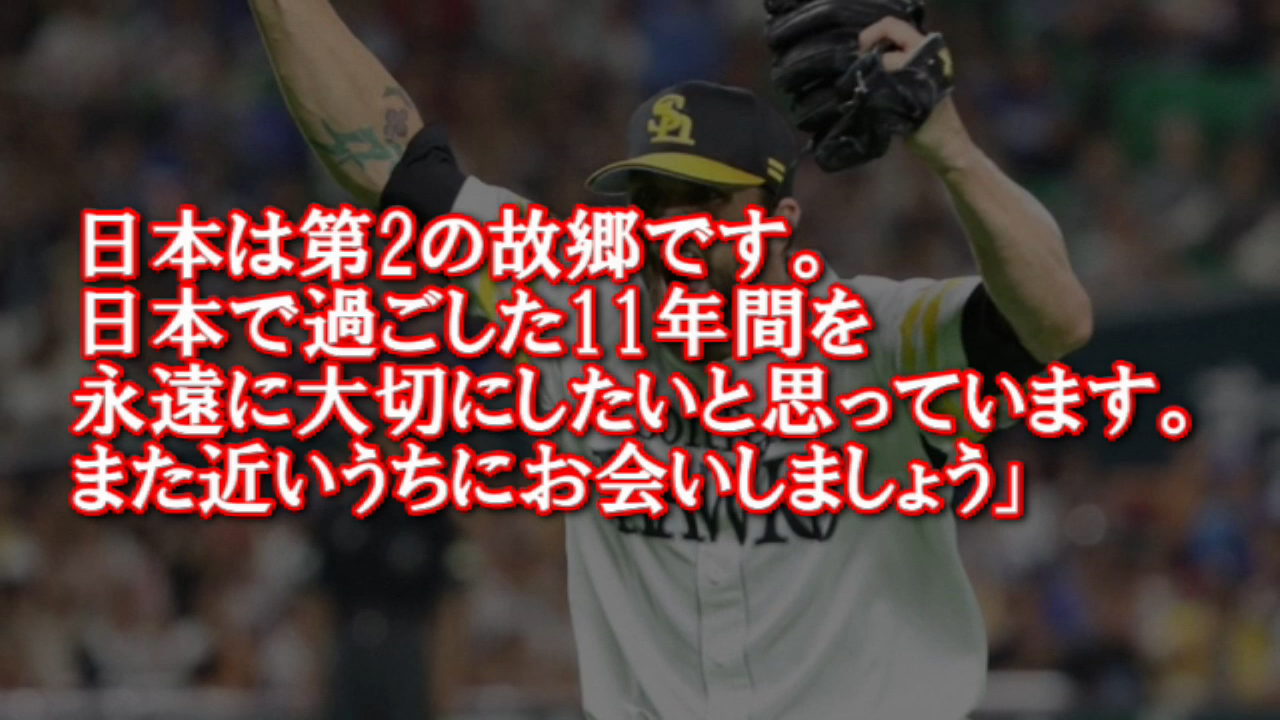 日本は第2の故郷です。
日本で過ごした11年間を
永遠に大切にしたいと思っています。
また近いうちにお会いしましょう」